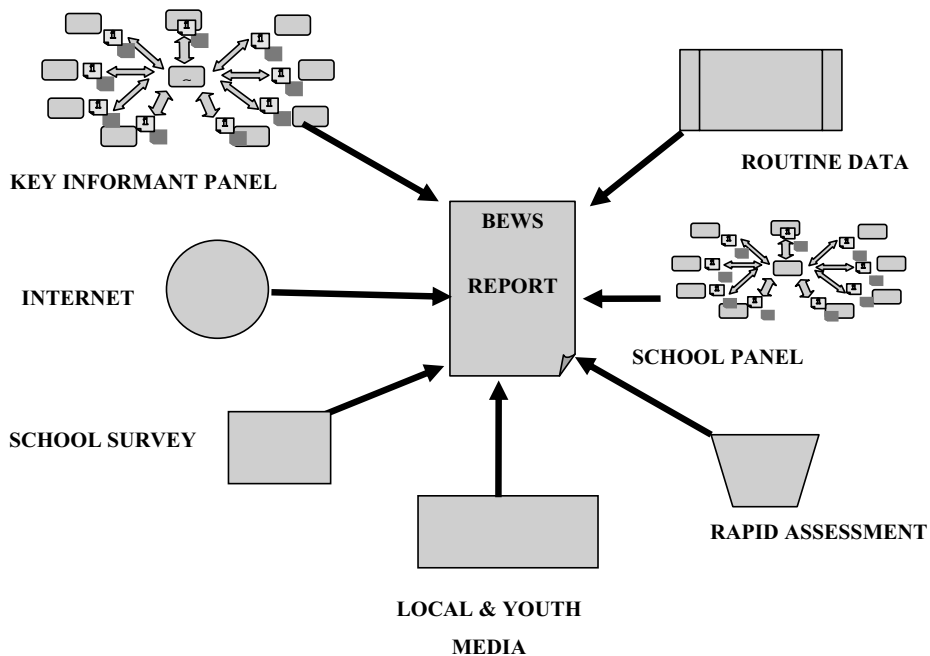 KEY INFORMANT PANEL
ROUTINE DATA
BEWS
REPORT
INTERNET
SCHOOL PANEL
SCHOOL SURVEY
RAPID ASSESSMENT
LOCAL & YOUTH
MEDIA